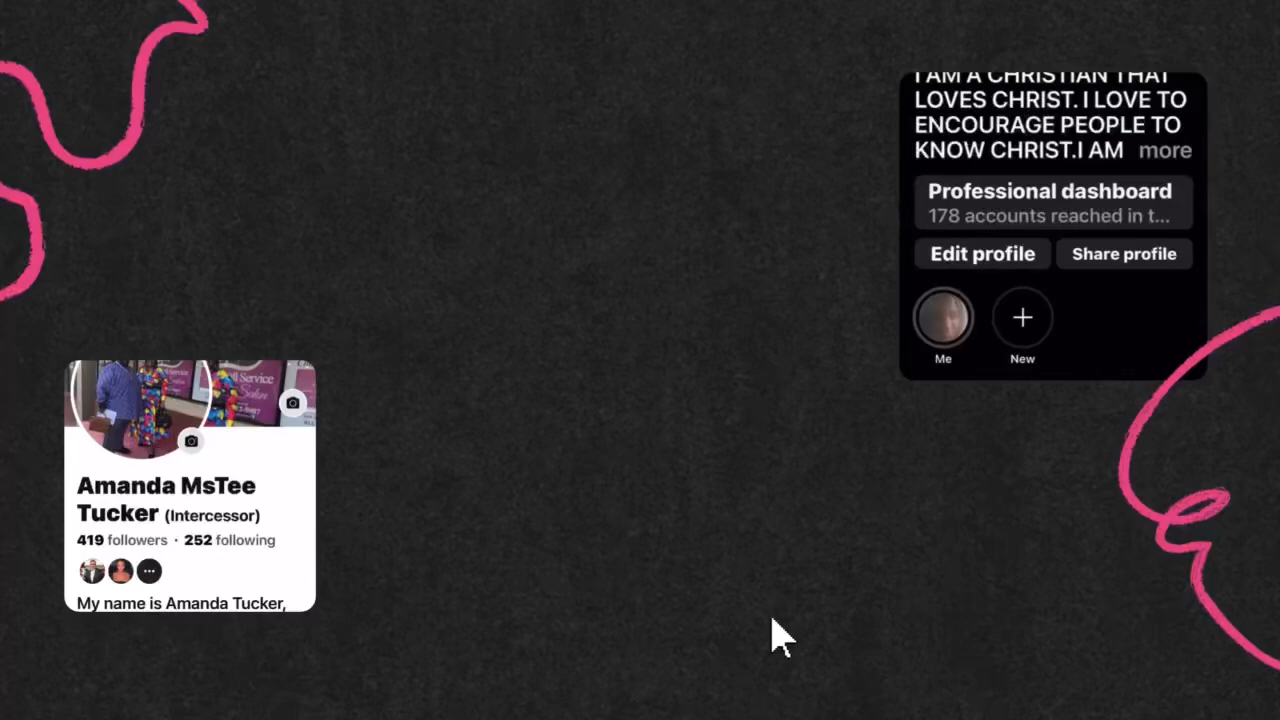 I AM A CHRISTIAN THAT
LOVES CHRIST. I LOVE TO
ENCOURAGE PEOPLE TO
KNOW CHRIST.I AM more
Professional dashboard
178 accounts reached in t...
Edit profile
Share profile
Me
New
Service
Amanda MsTee
Tucker (Intercessor)
419 followers · 252 following
My name is Amanda Tucker,